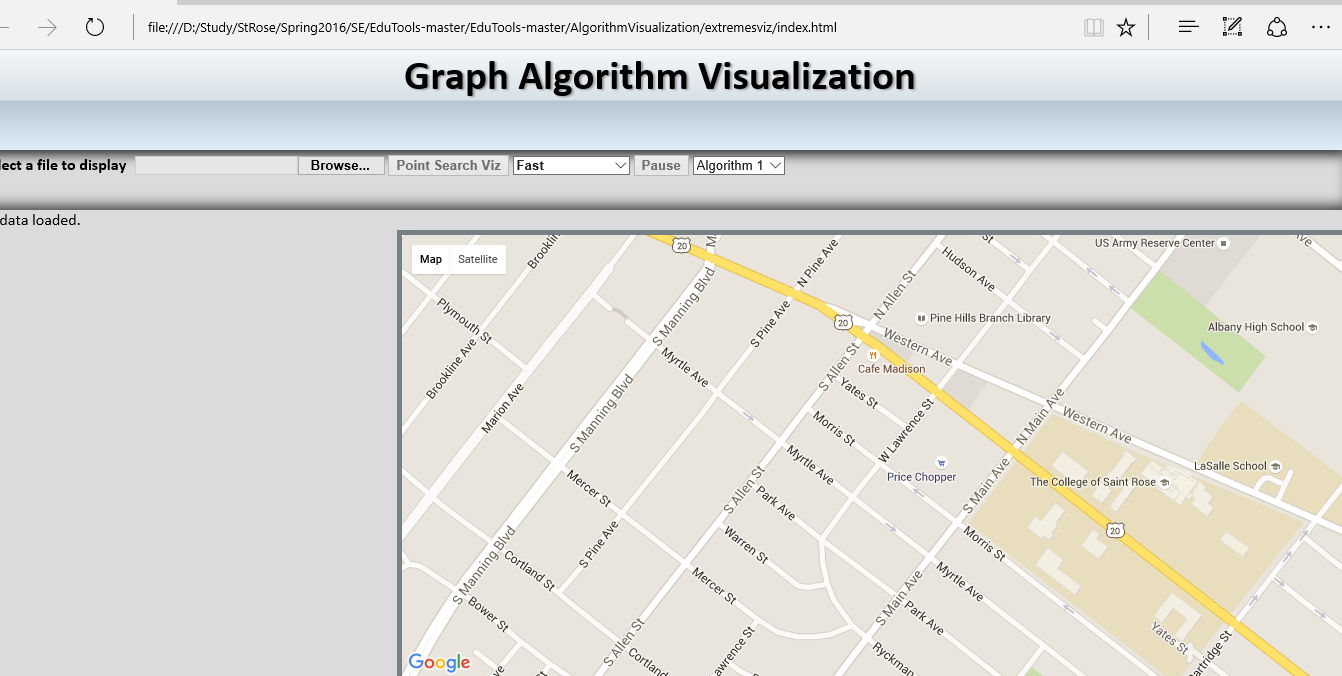 file:///D:/Study/StRose/Spring2016/SE/EduTools-master/EduTools-master/AlgorithmVisualization/extremesviz/index.html
Graph Algorithm Visualization
lect a file to display Browse... Point Search Viz Fast Pause Algorithm 1
data loaded.
Map Satellite
20
US Army Reserve Center
N Pine Ave
Hudson Ave
N Allen St
Plymouth St
S Manning Blvd
S Pine Ave
20
Pine Hills Branch Library
Albany High School
Western Ave
Brookline Ave
Myrtle Ave
S Allen St
Cafe Madison
Marion Ave
Yates St
S Manning Blvd
Morris St
W Lawrence St
N Main Ave
Western Ave
Myrtle Ave
Price Chopper
LaSalle School
The College of Saint Rose
Mercer St
S Allen St
Park Ave
S Main Ave
20
S Pine Ave
Warren St
Morris St
S Manning Blvd
Cortland St
Mercer St
Myrtle Ave
Bower St
S Main Ave
Park Ave
S Allen St
Yates St
Google
Cortland
Ryckman